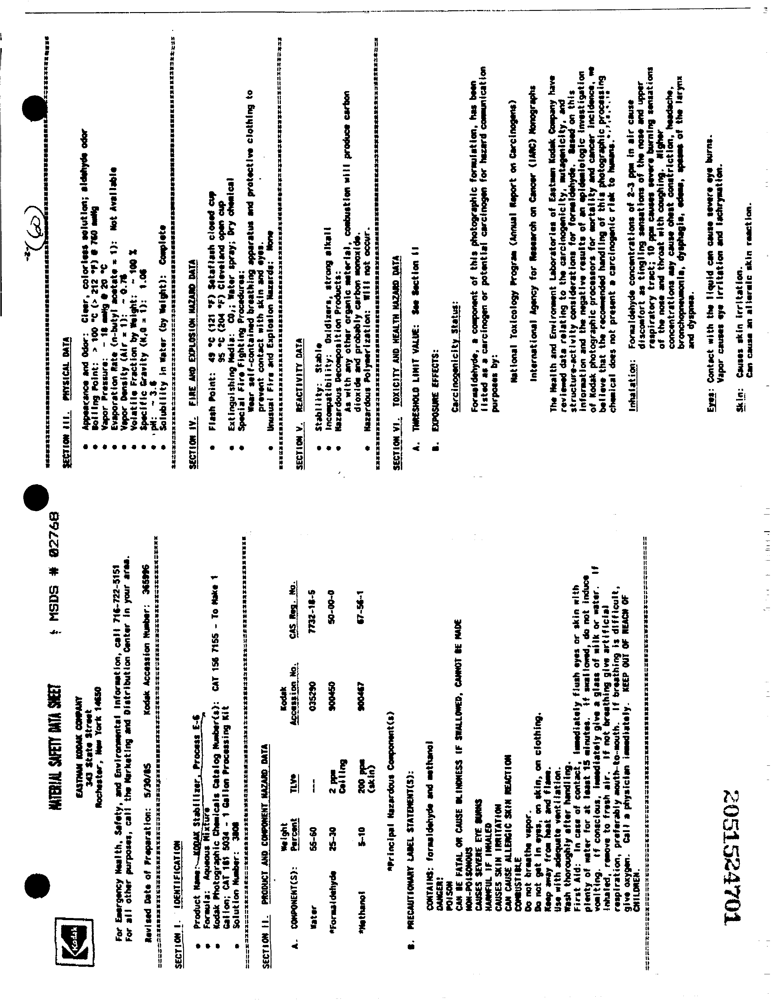 Kodak
MATERIAL SAFETY DATA SHEET
MSDS # 02768
EASTMAN KODAK COMPANY
343 State Street
Rochester, New York 14650
For Emergency Health, Safety, and Environmental Information, call 716-722-5151
For all other purposes, call the Marketing and Distribution Center in your area.
Revised Date of Preparation: 5/30/85 Kodak Accession Number: 365996
SECTION I. IDENTIFICATION
• Product Name: KODAK Stabilizer, Process E-6
• Formula: Aqueous Mixture
• Kodak Photographic Chemicals Catalog Number(s): CAT 156 7155 - To Make 1
Gallon; CAT 161 5034 - 1 Gallon Processing Kit
• Solution Number: 3808
SECTION II. PRODUCT AND COMPONENT HAZARD DATA
Weight Kodak
A. COMPONENT(S): Percent TLV® Accession No. CAS Reg. No.
Water 55-60 --- 035290 7732-18-5
*Formaldehyde 25-30 2 ppm 900450 50-00-0
Ceiling
*Methanol 5-10 200 ppm 900467 67-56-1
(skin)
*Principal Hazardous Component(s)
B. PRECAUTIONARY LABEL STATEMENT(S):
CONTAINS: formaldehyde and methanol
DANGER!
POISON
CAN BE FATAL OR CAUSE BLINDNESS IF SWALLOWED, CANNOT BE MADE
NON-POISONOUS
CAUSES SEVERE EYE BURNS
HARMFUL IF INHALED
CAUSES SKIN IRRITATION
CAN CAUSE ALLERGIC SKIN REACTION
COMBUSTIBLE
Do not breathe vapor.
Do not get in eyes, on skin, on clothing.
Keep away from heat and flame.
Use with adequate ventilation.
Wash thoroughly after handling.
First Aid: In case of contact, immediately flush eyes or skin with
plenty of water for at least 15 minutes. If swallowed, do not induce
vomiting. If conscious, immediately give a glass of milk or water. If
inhaled, remove to fresh air. If not breathing give artificial
respiration, preferably mouth-to-mouth. If breathing is difficult,
give oxygen. Call a physician immediately. KEEP OUT OF REACH OF
CHILDREN.
2051524701
SECTION III. PHYSICAL DATA
• Appearance and Odor: Clear, colorless solution; aldehyde odor
• Boiling Point: > 100 °C (> 212 °F) @ 760 mmHg
• Vapor Pressure: ~ 18 mmHg @ 20 °C
• Evaporation Rate (n-butyl acetate = 1): Not Available
• Vapor Density (Air = 1): ~ 0.76
• Volatile Fraction by Weight: ~ 100 %
• Specific Gravity (H2O = 1): 1.06
• pH: ~ 3.6
• Solubility in Water (by Weight): Complete
SECTION IV. FIRE AND EXPLOSION HAZARD DATA
• Flash Point: 49 °C (121 °F) Setaflash closed cup
95 °C (204 °F) Cleveland open cup
• Extinguishing Media: CO2; Water spray; Dry chemical
• Special Fire Fighting Procedures:
Wear self-contained breathing apparatus and protective clothing to
prevent contact with skin and eyes.
• Unusual Fire and Explosion Hazards: None
SECTION V. REACTIVITY DATA
• Stability: Stable
• Incompatibility: Oxidizers, strong alkali
• Hazardous Decomposition Products:
As with any other organic material, combustion will produce carbon
dioxide and probably carbon monoxide.
• Hazardous Polymerization: Will not occur.
SECTION VI. TOXICITY AND HEALTH HAZARD DATA
A. THRESHOLD LIMIT VALUE: See Section II
B. EXPOSURE EFFECTS:
Carcinogenicity Status:
Formaldehyde, a component of this photographic formulation, has been
listed as a carcinogen or potential carcinogen for hazard communication
purposes by:
National Toxicology Program (Annual Report on Carcinogens)
International Agency for Research on Cancer (IARC) Monographs
The Health and Environment Laboratories of Eastman Kodak Company have
reviewed data relating to the carcinogenicity, mutagenicity, and
structure-activity considerations for formaldehyde. Based on this
information and the negative results of an epidemiologic investigation
of Kodak photographic processors for mortality and cancer incidence, we
believe that the recommended handling of this photographic processing
chemical does not present a carcinogenic risk to humans.
Inhalation: Formaldehyde concentrations of 2-3 ppm in air cause
discomfort as tingling sensations of the nose and upper
respiratory tract; 10 ppm causes severe burning sensations
of the nose and throat with coughing. Higher
concentrations may cause chest constriction, headache,
bronchopneumonia, dysphagia, edema, spasms of the larynx
and dyspnea.
Eyes: Contact with the liquid can cause severe eye burns.
Vapor causes eye irritation and lachrymation.
Skin: Causes skin irritation.
Can cause an allergic skin reaction.